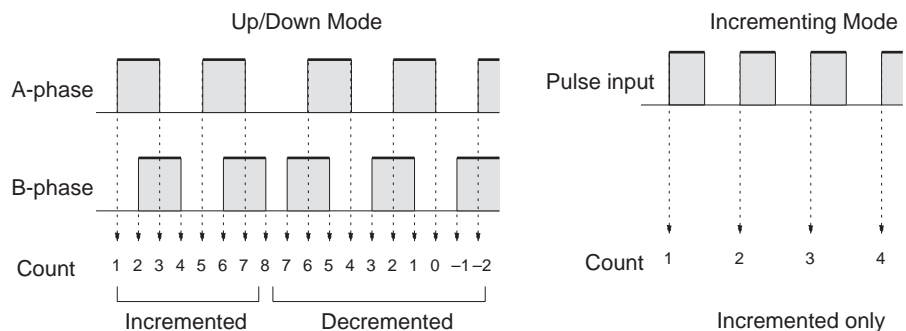 Up/Down Mode
A-phase
B-phase
Count 1 2 3 4 5 6 7 8 7 6 5 4 3 2 1 0 –1 –2
Incremented Decremented
Incrementing Mode
Pulse input
Count 1 2 3 4
Incremented only